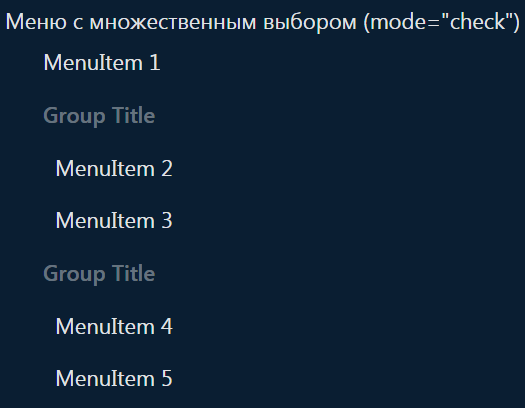 Меню с множественным выбором (mode="check")
MenuItem 1
Group Title
MenuItem 2
MenuItem 3
Group Title
MenuItem 4
MenuItem 5